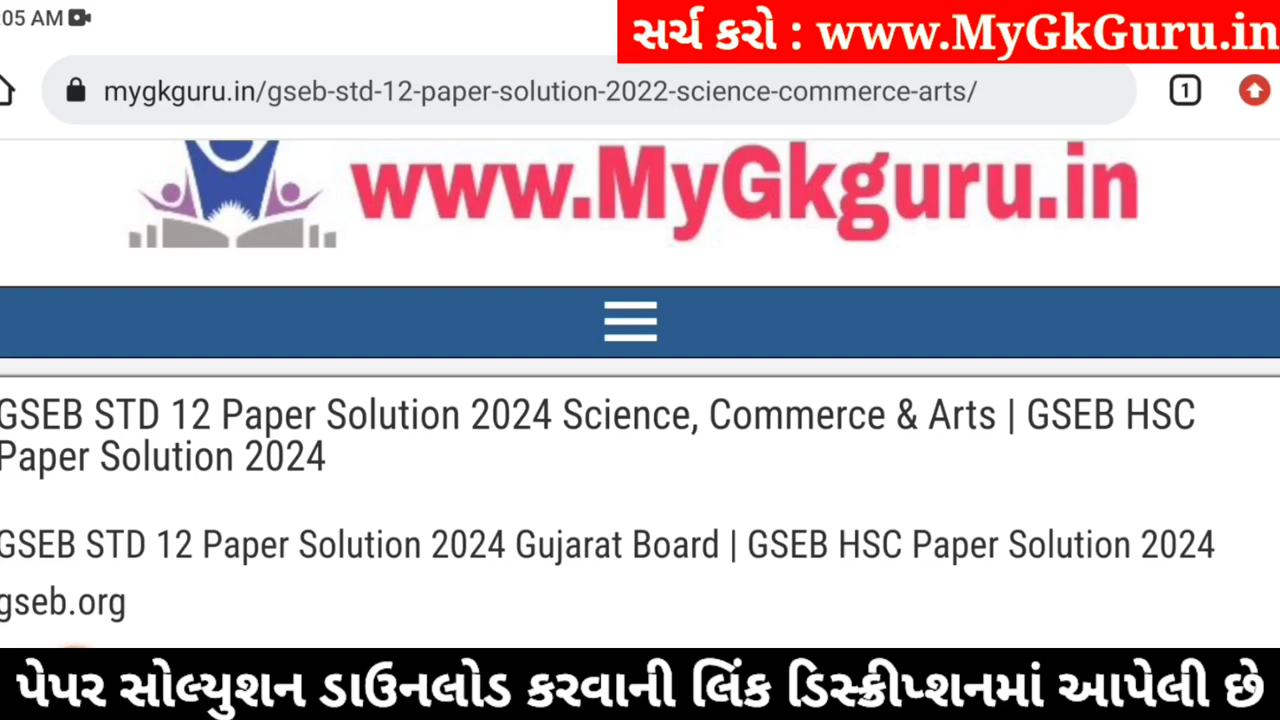 :05 AM
સર્ચ કરો : www.MyGkGuru.in
mygkguru.in/gseb-std-12-paper-solution-2022-science-commerce-arts/
1
www.MyGkguru.in
GSEB STD 12 Paper Solution 2024 Science, Commerce & Arts | GSEB HSC
Paper Solution 2024
GSEB STD 12 Paper Solution 2024 Gujarat Board | GSEB HSC Paper Solution 2024
gseb.org
પેપર સોલ્યુશન ડાઉનલોડ કરવાની લિંક ડિસ્ક્રીપ્શનમાં આપેલી છે